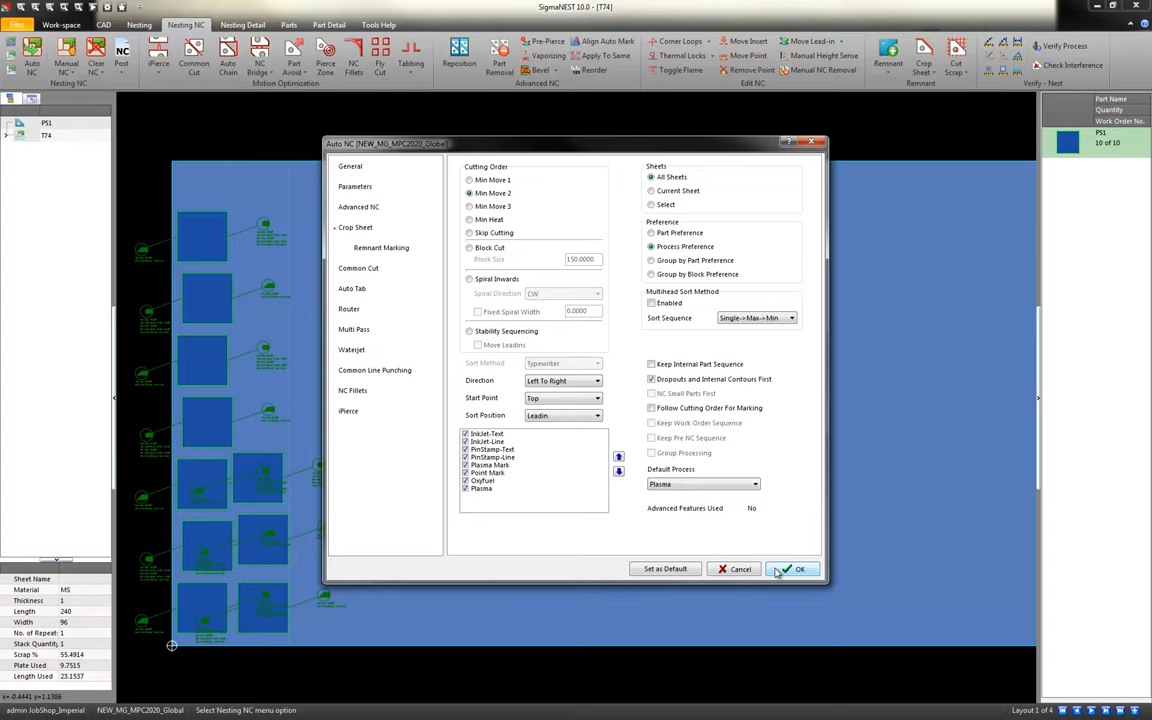 SigmaNEST 10.0 - [T74]
Files Work-space CAD Nesting Nesting NC Nesting Detail Parts Part Detail Tools Help
Auto NC
Manual NC
Clear NC
NC Post
iPierce
Common Cut
Auto Chain
NC Bridge
Part Avoid
Pierce Zone
NC Fillets
Fly Cut
Tabbing
Reposition
Part Removal
Pre-Pierce
Vaporizing
Bevel
Align Auto Mark
Apply To Same
Reorder
Corner Loops
Thermal Locks
Toggle Flame
Move Insert
Move Point
Remove Point
Move Lead-in
Manual Height Sense
Manual NC Removal
Remnant
Crop Sheet
Cut Scrap
Verify Process
Check Interference
Nesting NC Motion Optimization Advanced NC Edit NC Remnant Verify - Nest
P51
T74
Part Name
Quantity
Work Order No.
P51
10 of 10
Auto NC [NEW_MG_MPC2020_Global]
General
Parameters
Advanced NC
Crop Sheet
Remnant Marking
Common Cut
Auto Tab
Router
Multi Pass
Waterjet
Common Line Punching
NC Fillets
iPierce
Cutting Order
Min Move 1
Min Move 2
Min Move 3
Min Heat
Skip Cutting
Block Cut
Block Size 150.0000
Spiral Inwards
Spiral Direction CW
Fixed Spiral Width 0.0000
Stability Sequencing
Move Leadins
Sort Method Typewriter
Direction Left To Right
Start Point Top
Sort Position Leadin
InkJet-Text
InkJet-Line
PinStamp-Text
PinStamp-Line
Plasma Mark
Point Mark
Oxyfuel
Plasma
Sheets
All Sheets
Current Sheet
Select
Preference
Part Preference
Process Preference
Group by Part Preference
Group by Block Preference
Multihead Sort Method
Enabled
Sort Sequence Single->Max->Min
Keep Internal Part Sequence
Dropouts and Internal Contours First
NC Small Parts First
Follow Cutting Order For Marking
Keep Work Order Sequence
Keep Pre NC Sequence
Group Processing
Default Process
Plasma
Advanced Features Used No
Set as Default Cancel OK
Sheet Name
Material MS
Thickness 1
Length 240
Width 96
No. of Repeat: 1
Stack Quantity 1
Scrap % 55.4914
Plate Used 9.7515
Length Used 23.1537
x=-0.4441 y=1.1386
admin JobShop_Imperial NEW_MG_MPC2020_Global Select Nesting NC menu option Layout 1 of 4